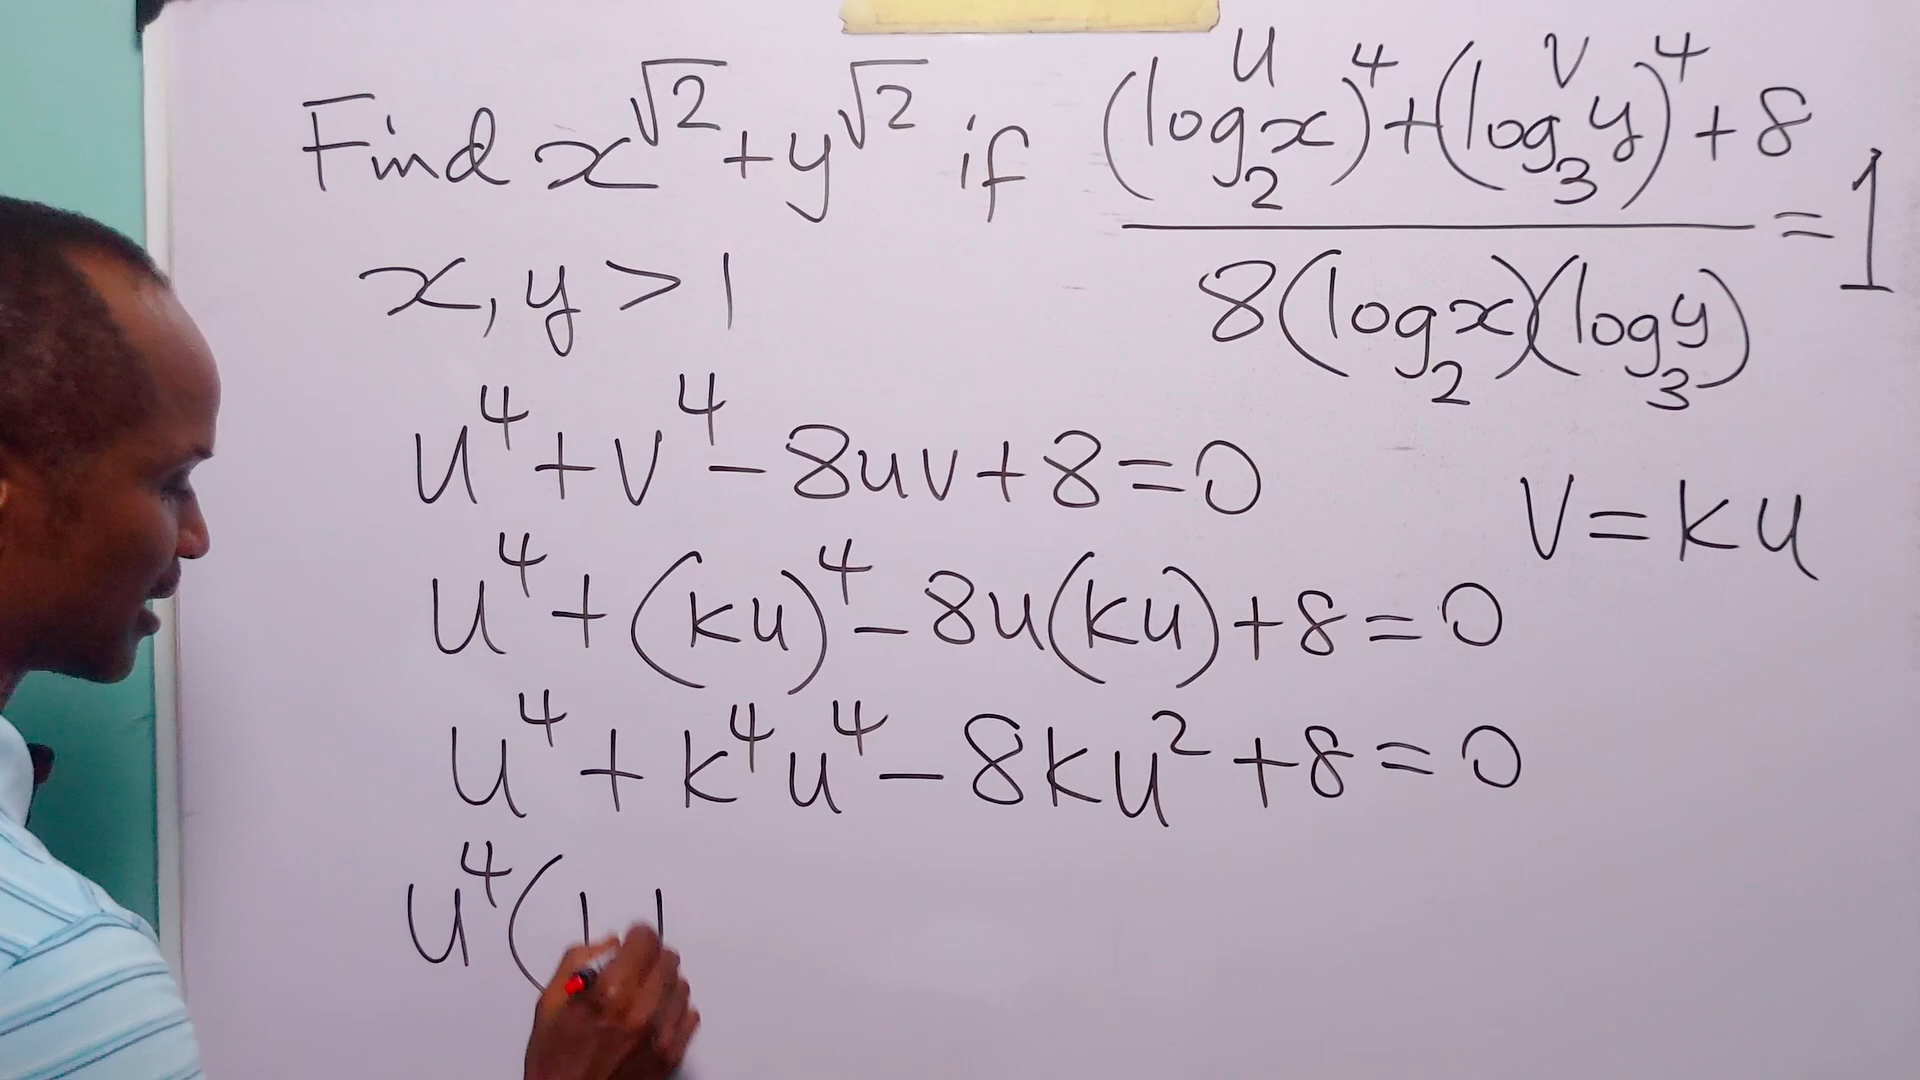 Find x^√2 + y^√2 if ((log₂x)⁴ + (log₃y)⁴ + 8) / (8(log₂x)(log₃y)) = 1
u v
x, y > 1
u⁴ + v⁴ - 8uv + 8 = 0
v = ku
u⁴ + (ku)⁴ - 8u(ku) + 8 = 0
u⁴ + k⁴u⁴ - 8ku² + 8 = 0
u⁴(1